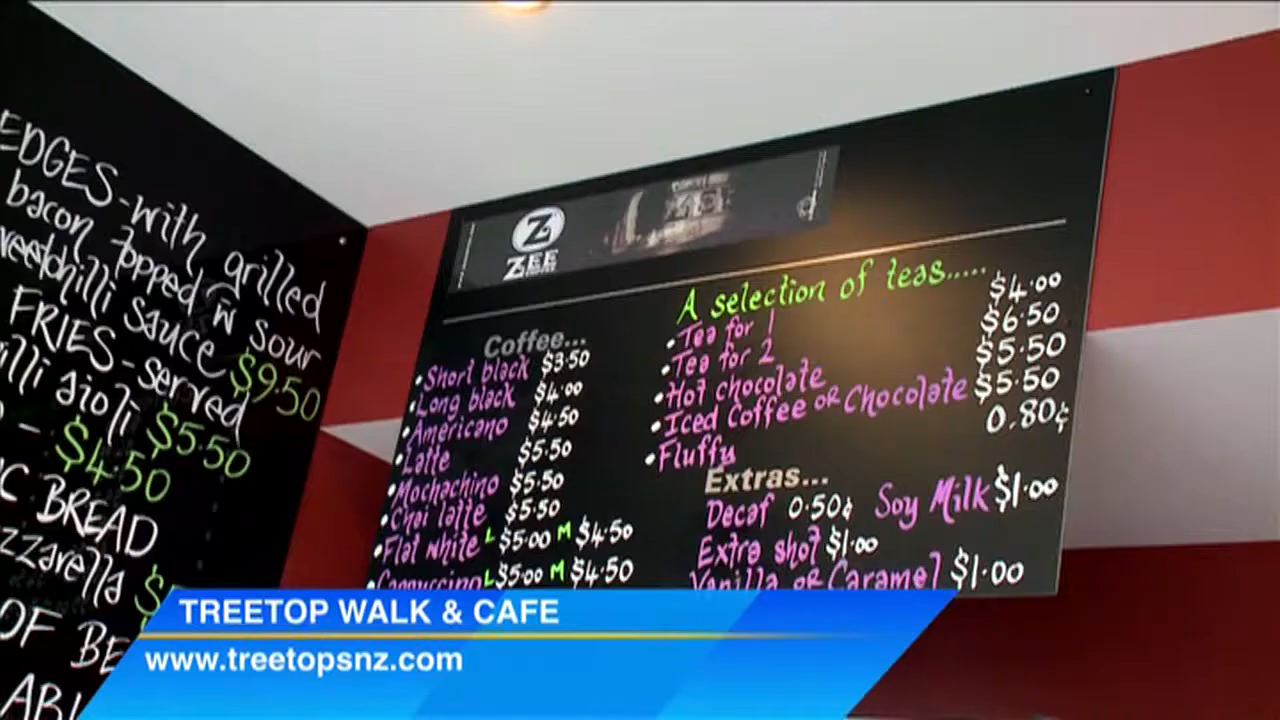 EDGES - with grilled
bacon topped w sour
chilli sauce $9.50
FRIES - served
aioli $5.50
- $4.50
BREAD
OF
Z
ZEE
Coffee...
• Short black $3.50
• Long black $4.00
• Americano $4.50
• Latte $5.50
• Mochachino $5.50
• Chai latte $5.50
• Flat white L $5.00 M $4.50
• Cappuccino L $5.00 M $4.50
A selection of teas.....
• Tea for 1 $4.00
• Tea for 2 $6.50
• Hot chocolate $5.50
• Iced Coffee OR Chocolate $5.50
• Fluffy 0.80¢
Extras...
Decaf 0.50¢ Soy Milk $1.00
Extra shot $1.00
Vanilla OR Caramel $1.00
TREETOP WALK & CAFE
www.treetopsnz.com